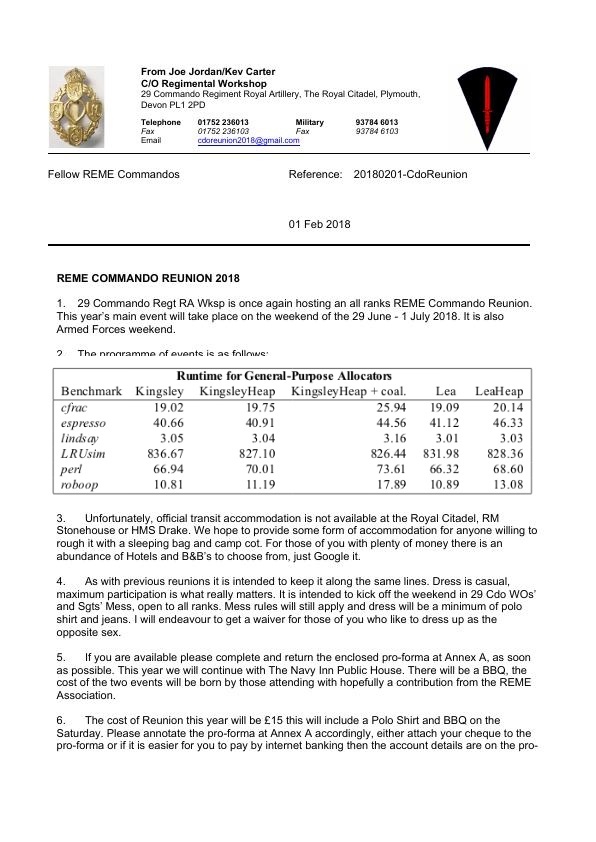 From Joe Jordan/Kev Carter
C/O Regimental Workshop
29 Commando Regiment Royal Artillery, The Royal Citadel, Plymouth,
Devon PL1 2PD
Telephone 01752 236013 Military 93784 6013
Fax 01752 236103 Fax 93784 6103
Email cdoreunion2018@gmail.com
Fellow REME Commandos Reference: 20180201-CdoReunion
01 Feb 2018
REME COMMANDO REUNION 2018
1. 29 Commando Regt RA Wksp is once again hosting an all ranks REME Commando Reunion.
This year's main event will take place on the weekend of the 29 June - 1 July 2018. It is also
Armed Forces weekend.
2. The programme of events is as follows:
Runtime for General-Purpose Allocators
Benchmark Kingsley KingsleyHeap KingsleyHeap + coal. Lea LeaHeap
cfrac 19.02 19.75 25.94 19.09 20.14
espresso 40.66 40.91 44.56 41.12 46.33
lindsay 3.05 3.04 3.16 3.01 3.03
LRUsim 836.67 827.10 826.44 831.98 828.36
perl 66.94 70.01 73.61 66.32 68.60
roboop 10.81 11.19 17.89 10.89 13.08
3. Unfortunately, official transit accommodation is not available at the Royal Citadel, RM
Stonehouse or HMS Drake. We hope to provide some form of accommodation for anyone willing to
rough it with a sleeping bag and camp cot. For those of you with plenty of money there is an
abundance of Hotels and B&B's to choose from, just Google it.
4. As with previous reunions it is intended to keep it along the same lines. Dress is casual,
maximum participation is what really matters. It is intended to kick off the weekend in 29 Cdo WOs'
and Sgts' Mess, open to all ranks. Mess rules will still apply and dress will be a minimum of polo
shirt and jeans. I will endeavour to get a waiver for those of you who like to dress up as the
opposite sex.
5. If you are available please complete and return the enclosed pro-forma at Annex A, as soon
as possible. This year we will continue with The Navy Inn Public House. There will be a BBQ, the
cost of the two events will be born by those attending with hopefully a contribution from the REME
Association.
6. The cost of Reunion this year will be £15 this will include a Polo Shirt and BBQ on the
Saturday. Please annotate the pro-forma at Annex A accordingly, either attach your cheque to the
pro-forma or if it is easier for you to pay by internet banking then the account details are on the pro-